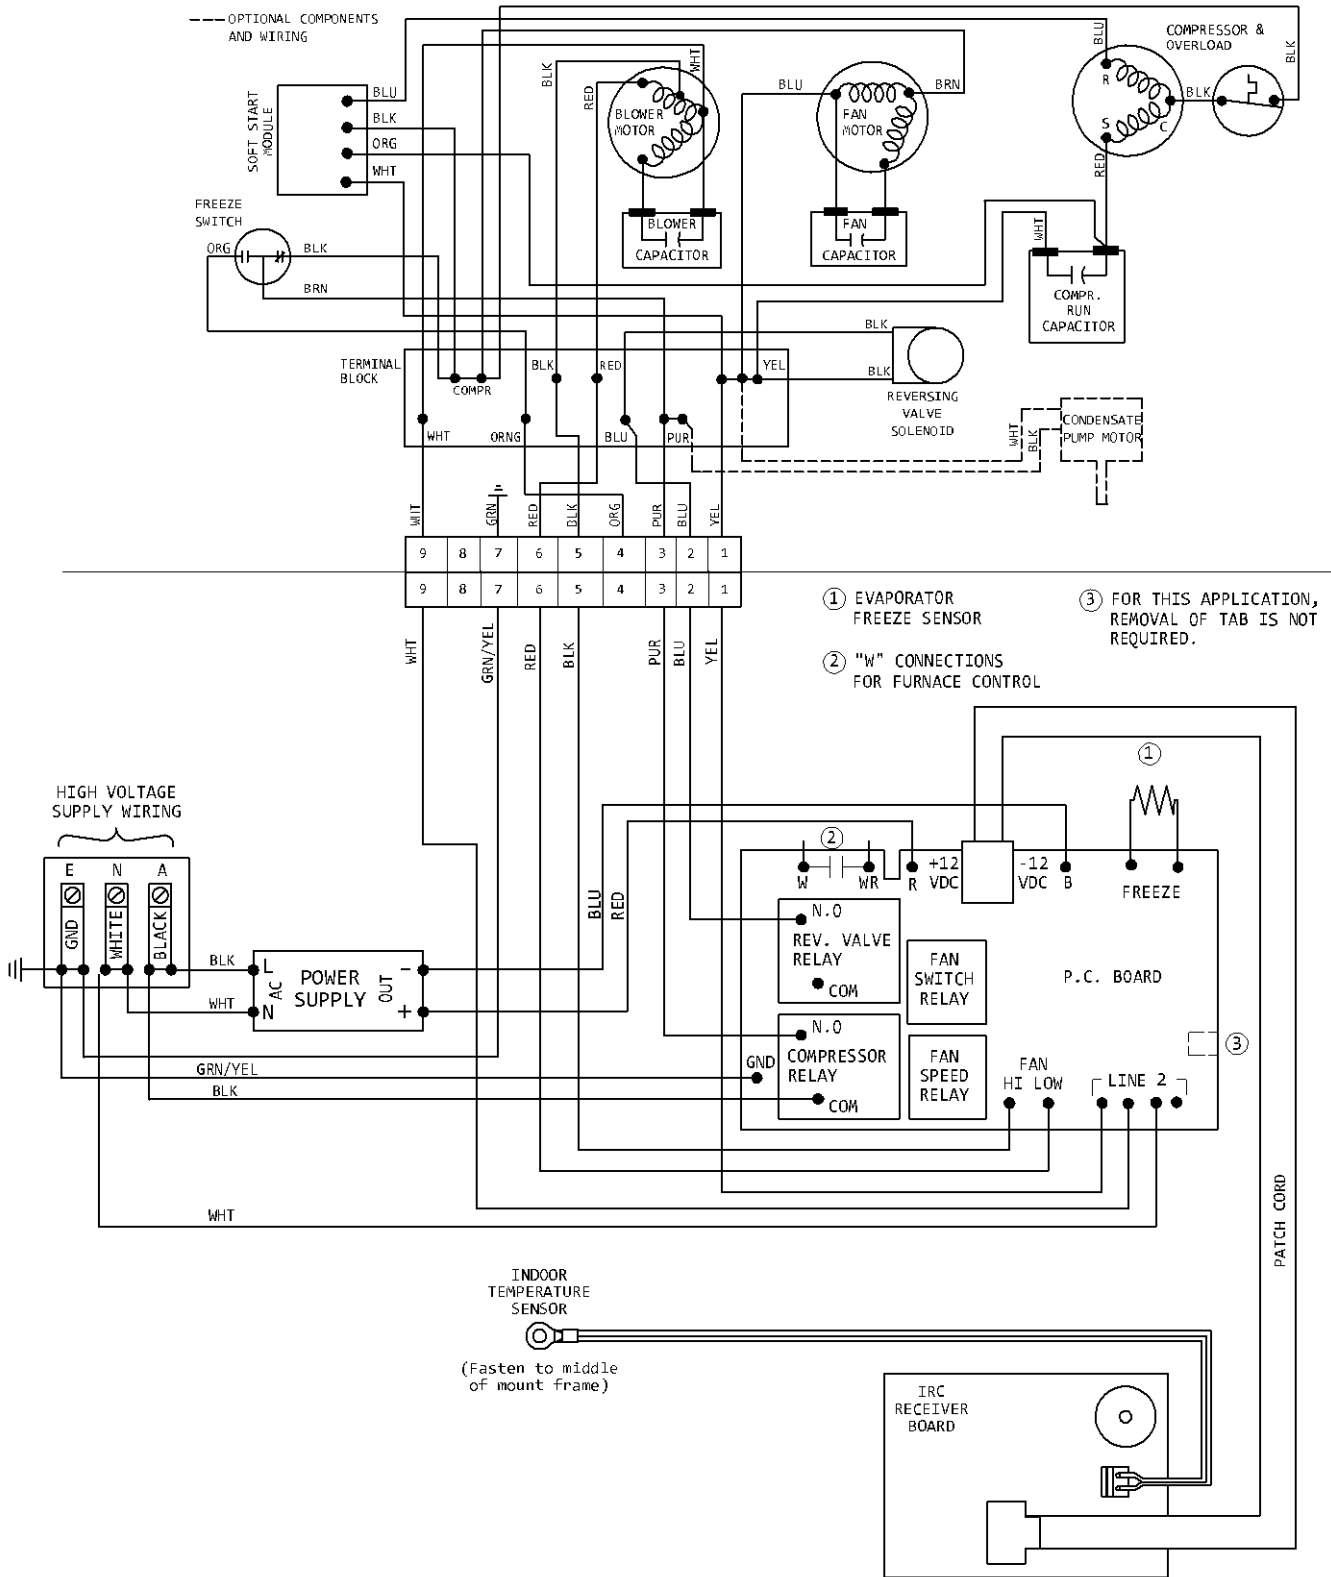 OPTIONAL COMPONENTS
AND WIRING
COMPRESSOR &
OVERLOAD
SOFT START
MODULE
BLU
BLK
ORG
WHT
BLK
RED
WHT
BLOWER
MOTOR
BLU
BRN
FAN
MOTOR
BLU
R
S
C
BLK
BLK
RED
FREEZE
SWITCH
ORG
BLK
BRN
BLOWER
CAPACITOR
FAN
CAPACITOR
WHT
COMPR.
RUN
CAPACITOR
TERMINAL
BLOCK
COMPR
BLK
RED
YEL
WHT
ORNG
BLU
PUR
BLK
BLK
REVERSING
VALVE
SOLENOID
WHT
BLK
CONDENSATE
PUMP MOTOR
WHT
GRN
RED
BLK
ORG
PUR
BLU
YEL
9 8 7 6 5 4 3 2 1
9 8 7 6 5 4 3 2 1
WHT
GRN/YEL
RED
BLK
PUR
BLU
YEL
1 EVAPORATOR
FREEZE SENSOR
2 "W" CONNECTIONS
FOR FURNACE CONTROL
3 FOR THIS APPLICATION,
REMOVAL OF TAB IS NOT
REQUIRED.
HIGH VOLTAGE
SUPPLY WIRING
E N A
GND
WHITE
BLACK
BLK
WHT
L
N
AC
POWER
SUPPLY
OUT
-
+
BLU
RED
GRN/YEL
BLK
WHT
1
2
W
WR
R
+12
VDC
-12
VDC
B
FREEZE
N.O
REV. VALVE
RELAY
COM
FAN
SWITCH
RELAY
P.C. BOARD
N.O
COMPRESSOR
RELAY
COM
GND
FAN
SPEED
RELAY
FAN
HI LOW
LINE 2
3
PATCH CORD
INDOOR
TEMPERATURE
SENSOR
(Fasten to middle
of mount frame)
IRC
RECEIVER
BOARD